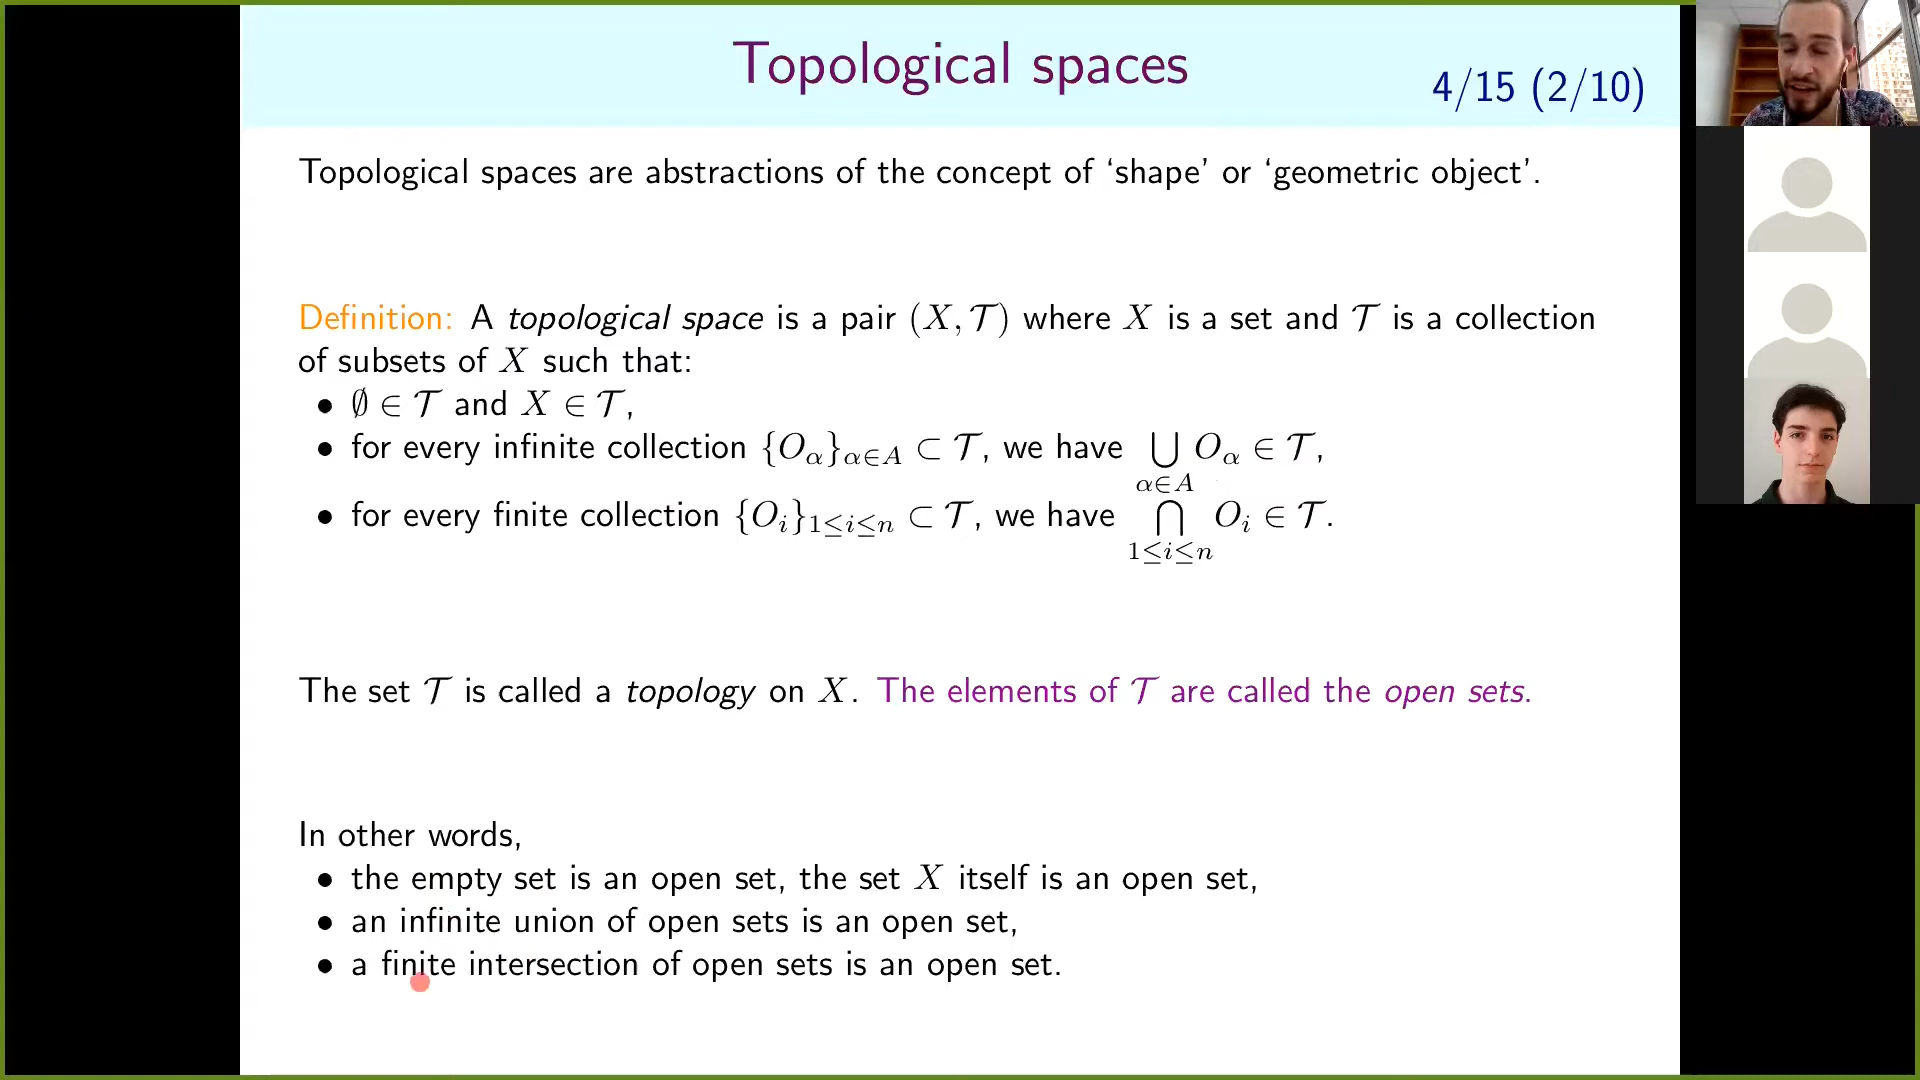 Topological spaces
4/15 (2/10)
Topological spaces are abstractions of the concept of ‘shape’ or ‘geometric object’.
Definition: A topological space is a pair (X, 𝒯) where X is a set and 𝒯 is a collection
of subsets of X such that:
• ∅ ∈ 𝒯 and X ∈ 𝒯,
• for every infinite collection {O_α}_{α∈A} ⊂ 𝒯, we have ⋃_{α∈A} O_α ∈ 𝒯,
• for every finite collection {O_i}_{1≤i≤n} ⊂ 𝒯, we have ⋂_{1≤i≤n} O_i ∈ 𝒯.
The set 𝒯 is called a topology on X. The elements of 𝒯 are called the open sets.
In other words,
• the empty set is an open set, the set X itself is an open set,
• an infinite union of open sets is an open set,
• a finite intersection of open sets is an open set.